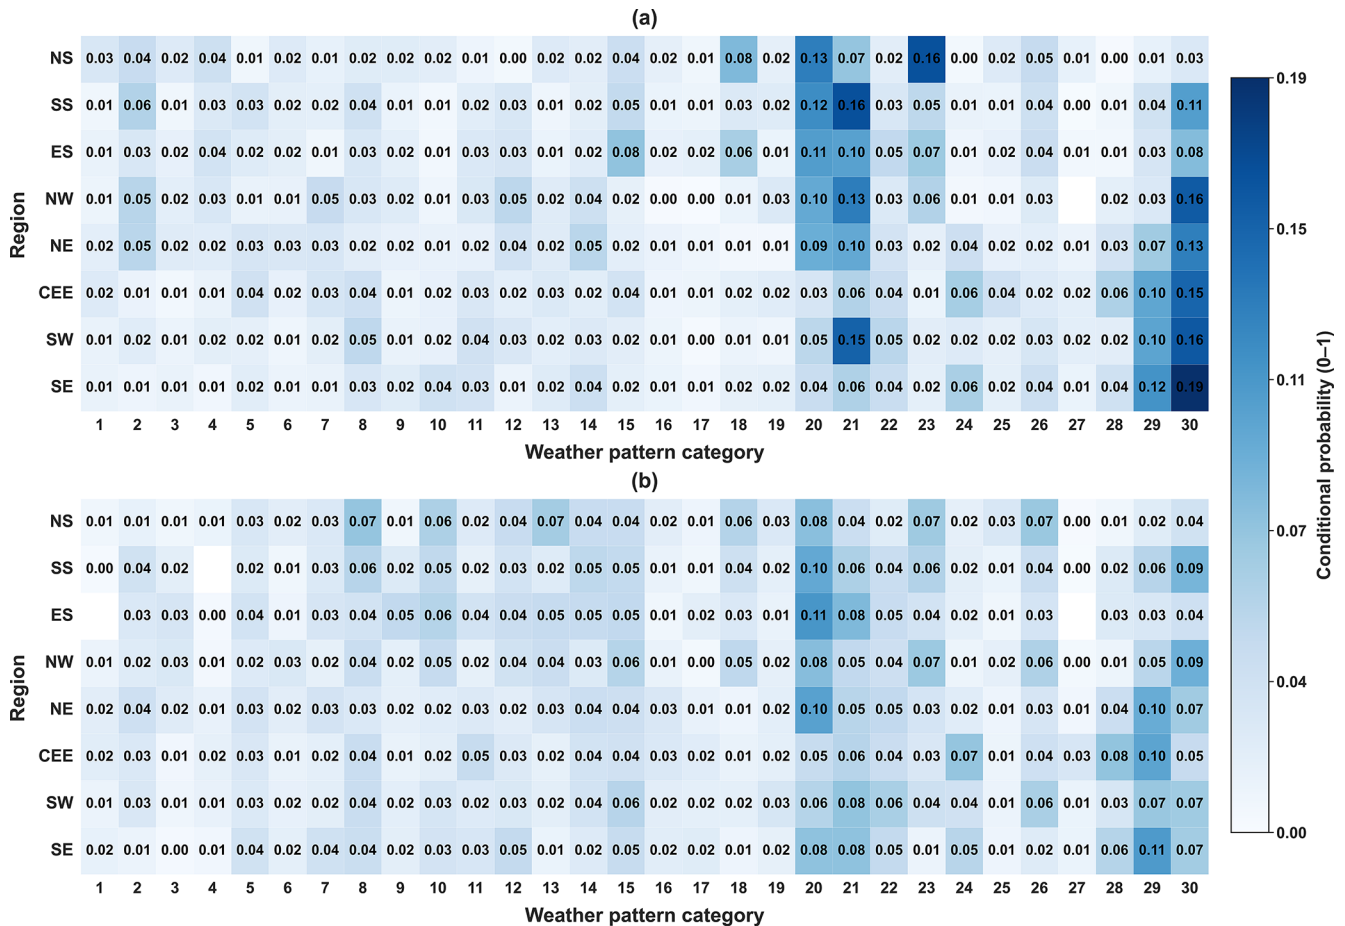 (a)
NS 0.03 0.04 0.02 0.04 0.01 0.02 0.01 0.02 0.02 0.02 0.01 0.00 0.02 0.02 0.04 0.02 0.01 0.08 0.02 0.13 0.07 0.02 0.16 0.00 0.02 0.05 0.01 0.00 0.01 0.03
SS 0.01 0.06 0.01 0.03 0.03 0.02 0.02 0.04 0.01 0.01 0.02 0.03 0.01 0.02 0.05 0.01 0.01 0.03 0.02 0.12 0.16 0.03 0.05 0.01 0.01 0.04 0.00 0.01 0.04 0.11
ES 0.01 0.03 0.02 0.04 0.02 0.02 0.01 0.03 0.02 0.01 0.03 0.03 0.01 0.02 0.08 0.02 0.02 0.06 0.01 0.11 0.10 0.05 0.07 0.01 0.02 0.04 0.01 0.01 0.03 0.08
NW 0.01 0.05 0.02 0.03 0.01 0.01 0.05 0.03 0.02 0.01 0.03 0.05 0.02 0.04 0.02 0.00 0.00 0.01 0.03 0.10 0.13 0.03 0.06 0.01 0.01 0.03 0.02 0.03 0.16
NE 0.02 0.05 0.02 0.02 0.03 0.03 0.03 0.02 0.02 0.01 0.02 0.04 0.02 0.05 0.02 0.01 0.01 0.01 0.01 0.09 0.10 0.03 0.02 0.04 0.02 0.02 0.01 0.03 0.07 0.13
CEE 0.02 0.01 0.01 0.01 0.04 0.02 0.03 0.04 0.01 0.02 0.03 0.02 0.03 0.02 0.04 0.01 0.01 0.02 0.02 0.03 0.06 0.04 0.01 0.06 0.04 0.02 0.02 0.06 0.10 0.15
SW 0.01 0.02 0.01 0.02 0.02 0.01 0.02 0.05 0.02 0.01 0.04 0.03 0.02 0.03 0.02 0.01 0.00 0.01 0.01 0.05 0.15 0.05 0.02 0.02 0.02 0.03 0.02 0.02 0.10 0.16
SE 0.01 0.01 0.01 0.01 0.02 0.01 0.01 0.03 0.02 0.04 0.03 0.01 0.02 0.04 0.02 0.01 0.01 0.02 0.02 0.04 0.06 0.04 0.02 0.06 0.02 0.04 0.01 0.04 0.12 0.19
1 2 3 4 5 6 7 8 9 10 11 12 13 14 15 16 17 18 19 20 21 22 23 24 25 26 27 28 29 30
Weather pattern category
Region
(b)
NS 0.01 0.01 0.01 0.01 0.03 0.02 0.03 0.07 0.01 0.06 0.02 0.04 0.07 0.04 0.04 0.02 0.01 0.06 0.03 0.08 0.04 0.02 0.07 0.02 0.03 0.07 0.00 0.01 0.02 0.04
SS 0.00 0.04 0.02 0.02 0.01 0.03 0.06 0.02 0.05 0.02 0.03 0.02 0.05 0.05 0.01 0.01 0.04 0.02 0.10 0.06 0.04 0.06 0.02 0.01 0.04 0.00 0.02 0.06 0.09
ES 0.03 0.03 0.00 0.04 0.01 0.03 0.04 0.05 0.06 0.04 0.04 0.05 0.05 0.05 0.01 0.02 0.03 0.01 0.11 0.08 0.05 0.04 0.02 0.01 0.03 0.03 0.03 0.04
NW 0.01 0.02 0.03 0.01 0.02 0.03 0.02 0.04 0.02 0.05 0.02 0.04 0.04 0.03 0.06 0.01 0.00 0.05 0.02 0.08 0.05 0.04 0.07 0.01 0.02 0.06 0.00 0.01 0.05 0.09
NE 0.02 0.04 0.02 0.01 0.03 0.02 0.03 0.03 0.02 0.02 0.03 0.02 0.03 0.04 0.04 0.03 0.01 0.01 0.02 0.10 0.05 0.05 0.03 0.02 0.01 0.03 0.01 0.04 0.10 0.07
CEE 0.02 0.03 0.01 0.02 0.03 0.01 0.02 0.04 0.01 0.02 0.05 0.03 0.02 0.04 0.04 0.03 0.02 0.01 0.02 0.05 0.06 0.04 0.03 0.07 0.01 0.04 0.03 0.08 0.10 0.05
SW 0.01 0.03 0.01 0.01 0.03 0.02 0.02 0.04 0.02 0.03 0.02 0.03 0.02 0.04 0.06 0.02 0.02 0.02 0.03 0.06 0.08 0.06 0.04 0.04 0.01 0.06 0.01 0.03 0.07 0.07
SE 0.02 0.01 0.00 0.01 0.04 0.02 0.04 0.04 0.02 0.03 0.03 0.05 0.01 0.02 0.05 0.02 0.02 0.01 0.02 0.08 0.08 0.05 0.01 0.05 0.01 0.02 0.01 0.06 0.11 0.07
1 2 3 4 5 6 7 8 9 10 11 12 13 14 15 16 17 18 19 20 21 22 23 24 25 26 27 28 29 30
Weather pattern category
Region
0.19
0.15
0.11
0.07
0.04
0.00
Conditional probability (0–1)